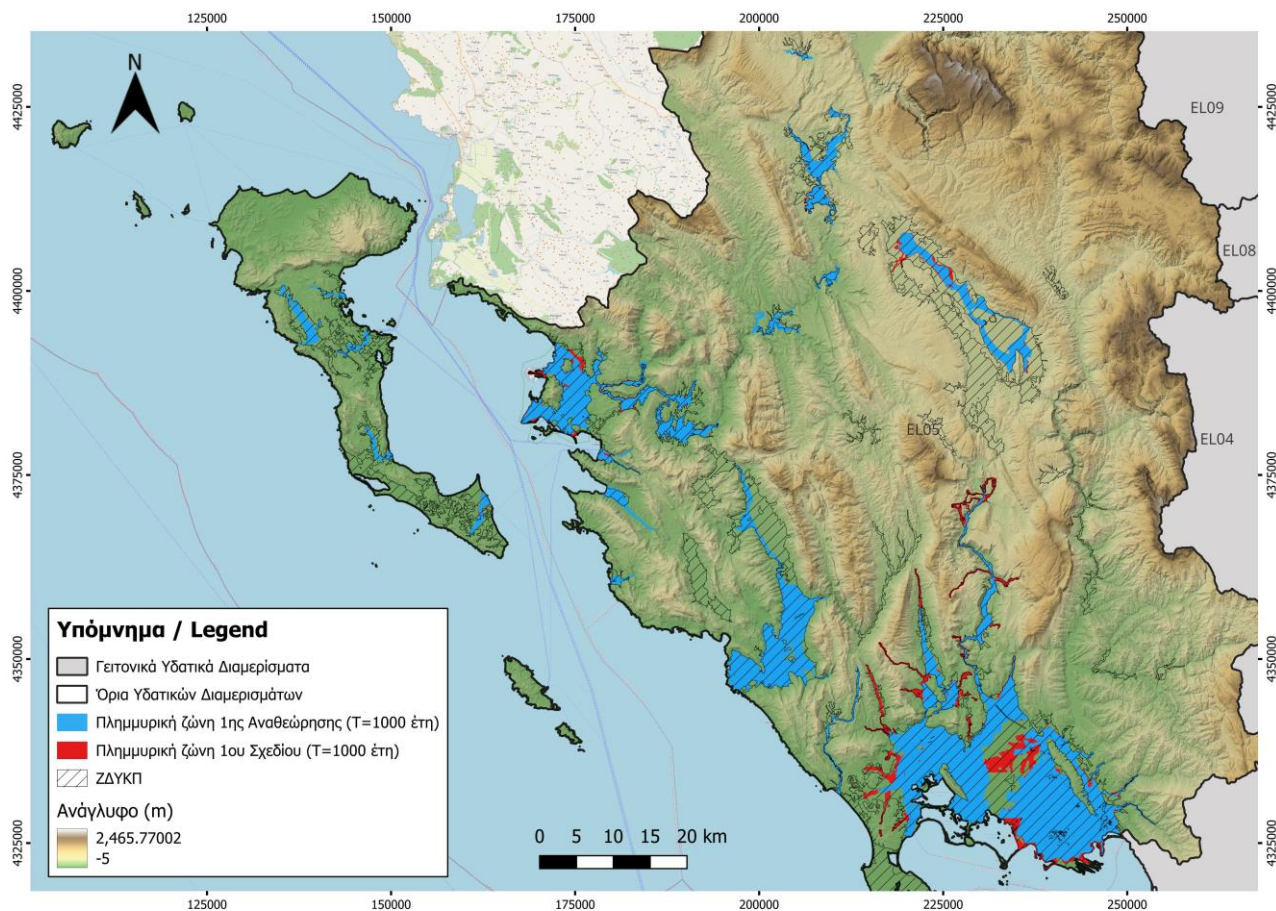 125000 150000 175000 200000 225000 250000
N
4425000 4425000
EL09
EL08
4400000 4400000
EL05
EL04
4375000 4375000
Υπόμνημα / Legend
Γειτονικά Υδατικά Διαμερίσματα
Όρια Υδατικών Διαμερισμάτων
Πλημμυρική ζώνη 1ης Αναθεώρησης (Τ=1000 έτη)
Πλημμυρική ζώνη 1ου Σχεδίου (Τ=1000 έτη)
ΖΔΥΚΠ
Ανάγλυφο (m)
2,465.77002
-5
4350000 4350000
0 5 10 15 20 km
4325000 4325000
125000 150000 175000 200000 225000 250000